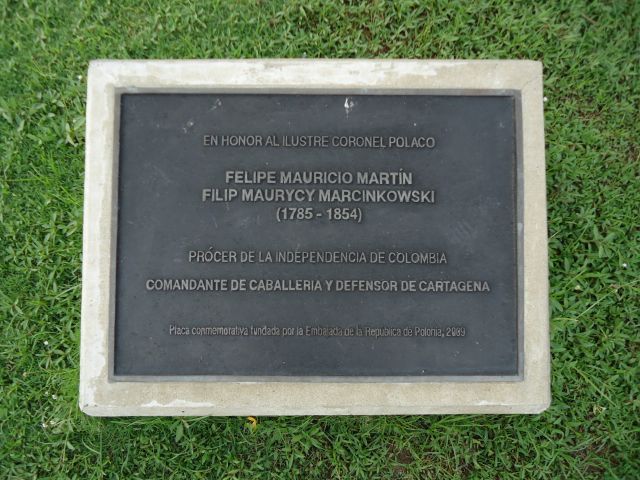 EN HONOR AL ILUSTRE CORONEL POLACO
FELIPE MAURICIO MARTÍN
FILIP MAURYCY MARCINKOWSKI
(1785 - 1854)
PRÓCER DE LA INDEPENDENCIA DE COLOMBIA
COMANDANTE DE CABALLERIA Y DEFENSOR DE CARTAGENA
Placa conmemorativa fundada por la Embajada de la República de Polonia, 2009